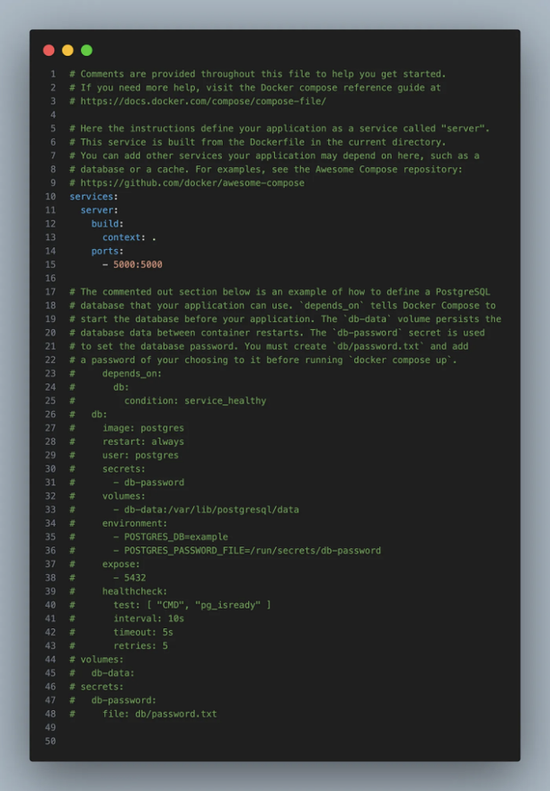 1 # Comments are provided throughout this file to help you get started.
2 # If you need more help, visit the Docker compose reference guide at
3 # https://docs.docker.com/compose/compose-file/
4
5 # Here the instructions define your application as a service called "server".
6 # This service is built from the Dockerfile in the current directory.
7 # You can add other services your application may depend on here, such as a
8 # database or a cache. For examples, see the Awesome Compose repository:
9 # https://github.com/docker/awesome-compose
10 services:
11   server:
12     build:
13       context: .
14     ports:
15       - 5000:5000
16
17 # The commented out section below is an example of how to define a PostgreSQL
18 # database that your application can use. `depends_on` tells Docker Compose to
19 # start the database before your application. The `db-data` volume persists the
20 # database data between container restarts. The `db-password` secret is used
21 # to set the database password. You must create `db/password.txt` and add
22 # a password of your choosing to it before running `docker compose up`.
23 #     depends_on:
24 #       db:
25 #         condition: service_healthy
26 #   db:
27 #     image: postgres
28 #     restart: always
29 #     user: postgres
30 #     secrets:
31 #       - db-password
32 #     volumes:
33 #       - db-data:/var/lib/postgresql/data
34 #     environment:
35 #       - POSTGRES_DB=example
36 #       - POSTGRES_PASSWORD_FILE=/run/secrets/db-password
37 #     expose:
38 #       - 5432
39 #     healthcheck:
40 #       test: [ "CMD", "pg_isready" ]
41 #       interval: 10s
42 #       timeout: 5s
43 #       retries: 5
44 # volumes:
45 #   db-data:
46 # secrets:
47 #   db-password:
48 #     file: db/password.txt
49
50